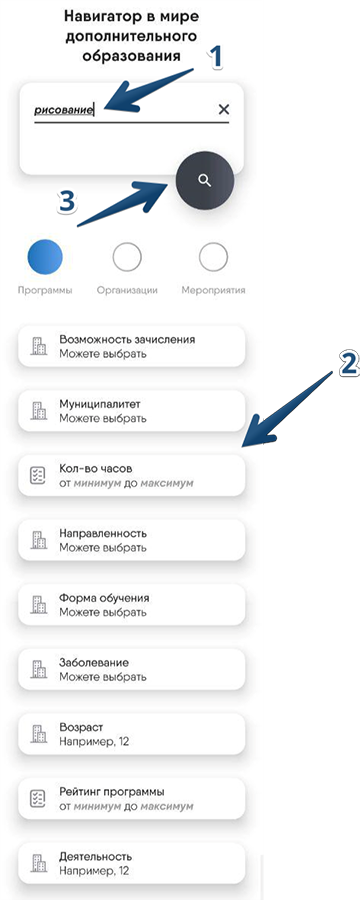 Навигатор в мире
дополнительного
образования
1
рисование
3
Программы Организации Мероприятия
Возможность зачисления
Можете выбрать
2
Муниципалитет
Можете выбрать
Кол-во часов
от минимум до максимум
Направленность
Можете выбрать
Форма обучения
Можете выбрать
Заболевание
Можете выбрать
Возраст
Например, 12
Рейтинг программы
от минимум до максимум
Деятельность
Например, 12